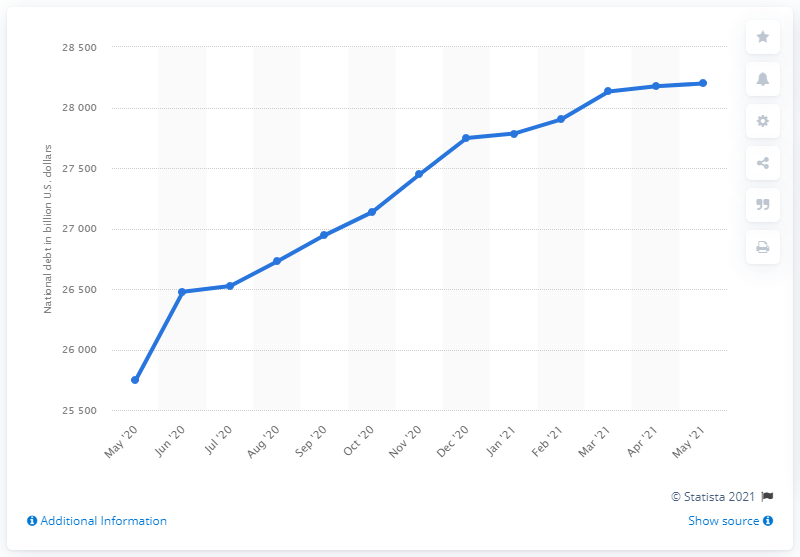 National debt in billion U.S. dollars
28 500
28 000
27 500
27 000
26 500
26 000
25 500
May '20
Jun '20
Jul '20
Aug '20
Sep '20
Oct '20
Nov '20
Dec '20
Jan '21
Feb '21
Mar '21
Apr '21
May '21
© Statista 2021
Additional Information
Show source